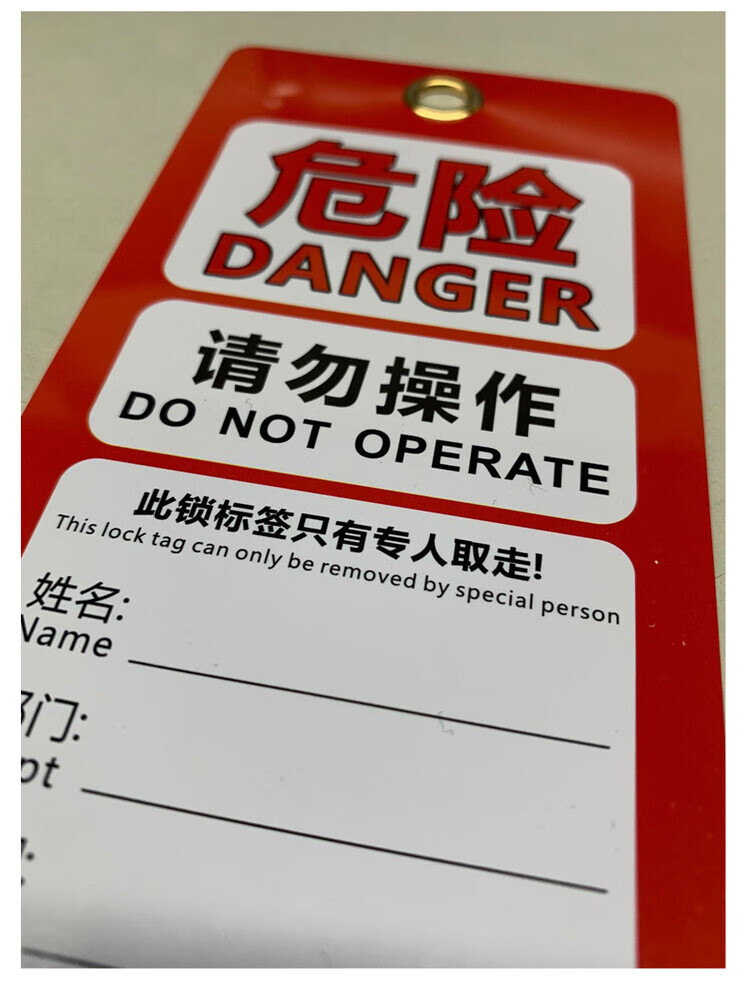 危险
DANGER
请勿操作
DO NOT OPERATE
此锁标签只有专人取走!
This lock tag can only be removed by special person
姓名:
Name
门:
pt